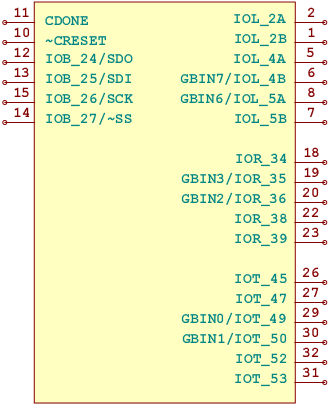 11 CDONE IOL_2A 2
10 ~CRESET IOL_2B 1
12 IOB_24/SDO IOL_4A 5
13 IOB_25/SDI GBIN7/IOL_4B 6
15 IOB_26/SCK GBIN6/IOL_5A 8
14 IOB_27/~SS IOL_5B 7
IOR_34 18
GBIN3/IOR_35 19
GBIN2/IOR_36 20
IOR_38 22
IOR_39 23
IOT_45 26
IOT_47 27
GBIN0/IOT_49 29
GBIN1/IOT_50 30
IOT_52 32
IOT_53 31